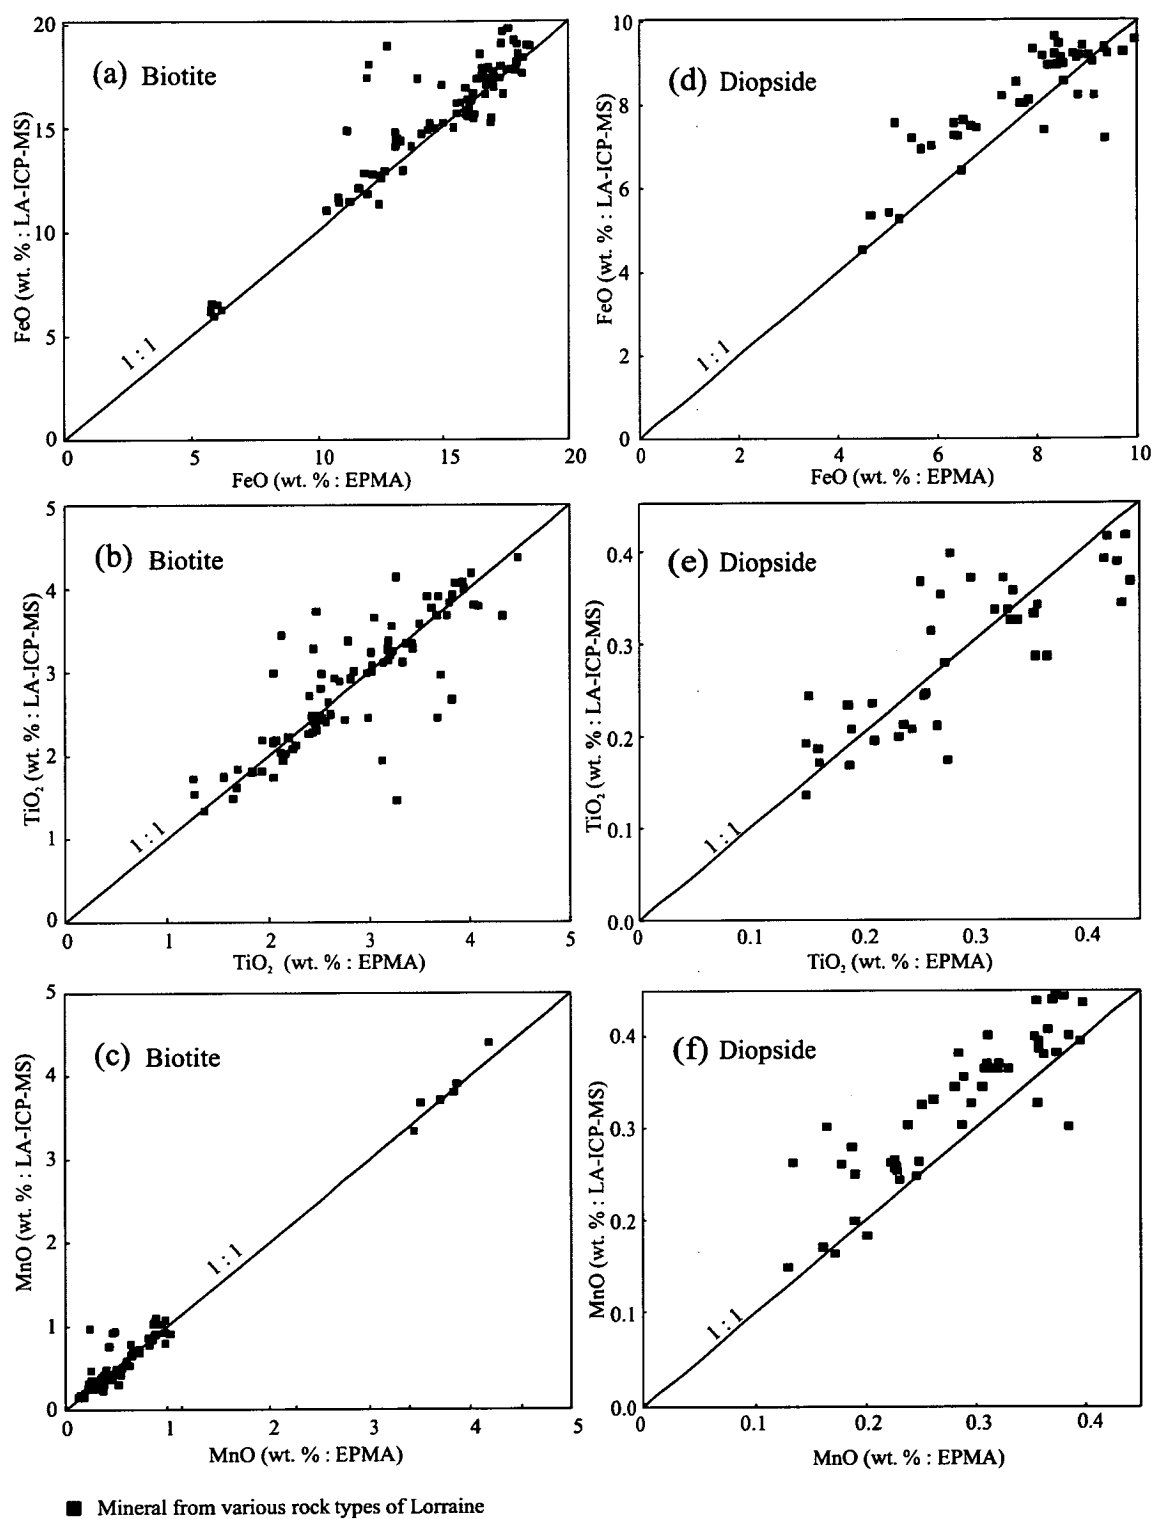 (a) Biotite
FeO (wt. % : LA-ICP-MS)
20
15
10
5
0
1 : 1
0 5 10 15 20
FeO (wt. % : EPMA)
(d) Diopside
FeO (wt. % : LA-ICP-MS)
10
8
6
4
2
0
1 : 1
0 2 4 6 8 10
FeO (wt. % : EPMA)
(b) Biotite
TiO₂ (wt. % : LA-ICP-MS)
5
4
3
2
1
0
1 : 1
0 1 2 3 4 5
TiO₂ (wt. % : EPMA)
(e) Diopside
TiO₂ (wt. % : LA-ICP-MS)
0.4
0.3
0.2
0.1
0.0
1 : 1
0 0.1 0.2 0.3 0.4
TiO₂ (wt. % : EPMA)
(c) Biotite
MnO (wt. % : LA-ICP-MS)
5
4
3
2
1
0
1 : 1
0 1 2 3 4 5
MnO (wt. % : EPMA)
(f) Diopside
MnO (wt. % : LA-ICP-MS)
0.4
0.3
0.2
0.1
0.0
1 : 1
0 0.1 0.2 0.3 0.4
MnO (wt. % : EPMA)
Mineral from various rock types of Lorraine